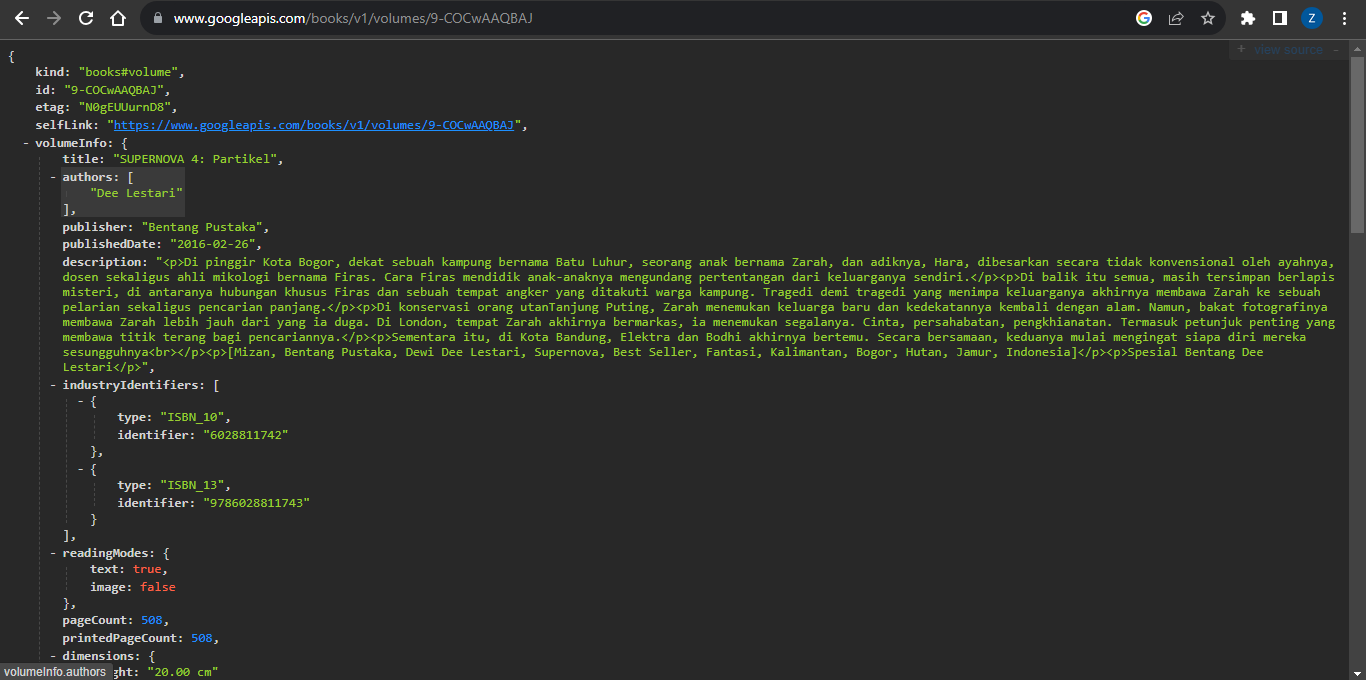 www.googleapis.com/books/v1/volumes/9-COCwAAQBAJ
Z
+ view source -
{
kind: "books#volume",
id: "9-COCwAAQBAJ",
etag: "N0gEUUurnD8",
selfLink: "https://www.googleapis.com/books/v1/volumes/9-COCwAAQBAJ",
- volumeInfo: {
title: "SUPERNOVA 4: Partikel",
- authors: [
"Dee Lestari"
],
publisher: "Bentang Pustaka",
publishedDate: "2016-02-26",
description: "<p>Di pinggir Kota Bogor, dekat sebuah kampung bernama Batu Luhur, seorang anak bernama Zarah, dan adiknya, Hara, dibesarkan secara tidak konvensional oleh ayahnya,
dosen sekaligus ahli mikologi bernama Firas. Cara Firas mendidik anak-anaknya mengundang pertentangan dari keluarganya sendiri.</p><p>Di balik itu semua, masih tersimpan berlapis
misteri, di antaranya hubungan khusus Firas dan sebuah tempat angker yang ditakuti warga kampung. Tragedi demi tragedi yang menimpa keluarganya akhirnya membawa Zarah ke sebuah
pelarian sekaligus pencarian panjang.</p><p>Di konservasi orang utanTanjung Puting, Zarah menemukan keluarga baru dan kedekatannya kembali dengan alam. Namun, bakat fotografinya
membawa Zarah lebih jauh dari yang ia duga. Di London, tempat Zarah akhirnya bermarkas, ia menemukan segalanya. Cinta, persahabatan, pengkhianatan. Termasuk petunjuk penting yang
membawa titik terang bagi pencariannya.</p><p>Sementara itu, di Kota Bandung, Elektra dan Bodhi akhirnya bertemu. Secara bersamaan, keduanya mulai mengingat siapa diri mereka
sesungguhnya<br></p><p>[Mizan, Bentang Pustaka, Dewi Dee Lestari, Supernova, Best Seller, Fantasi, Kalimantan, Bogor, Hutan, Jamur, Indonesia]</p><p>Spesial Bentang Dee
Lestari</p>",
- industryIdentifiers: [
- {
type: "ISBN_10",
identifier: "6028811742"
},
- {
type: "ISBN_13",
identifier: "9786028811743"
}
],
- readingModes: {
text: true,
image: false
},
pageCount: 508,
printedPageCount: 508,
- dimensions: {
ght: "20.00 cm"
volumeInfo.authors